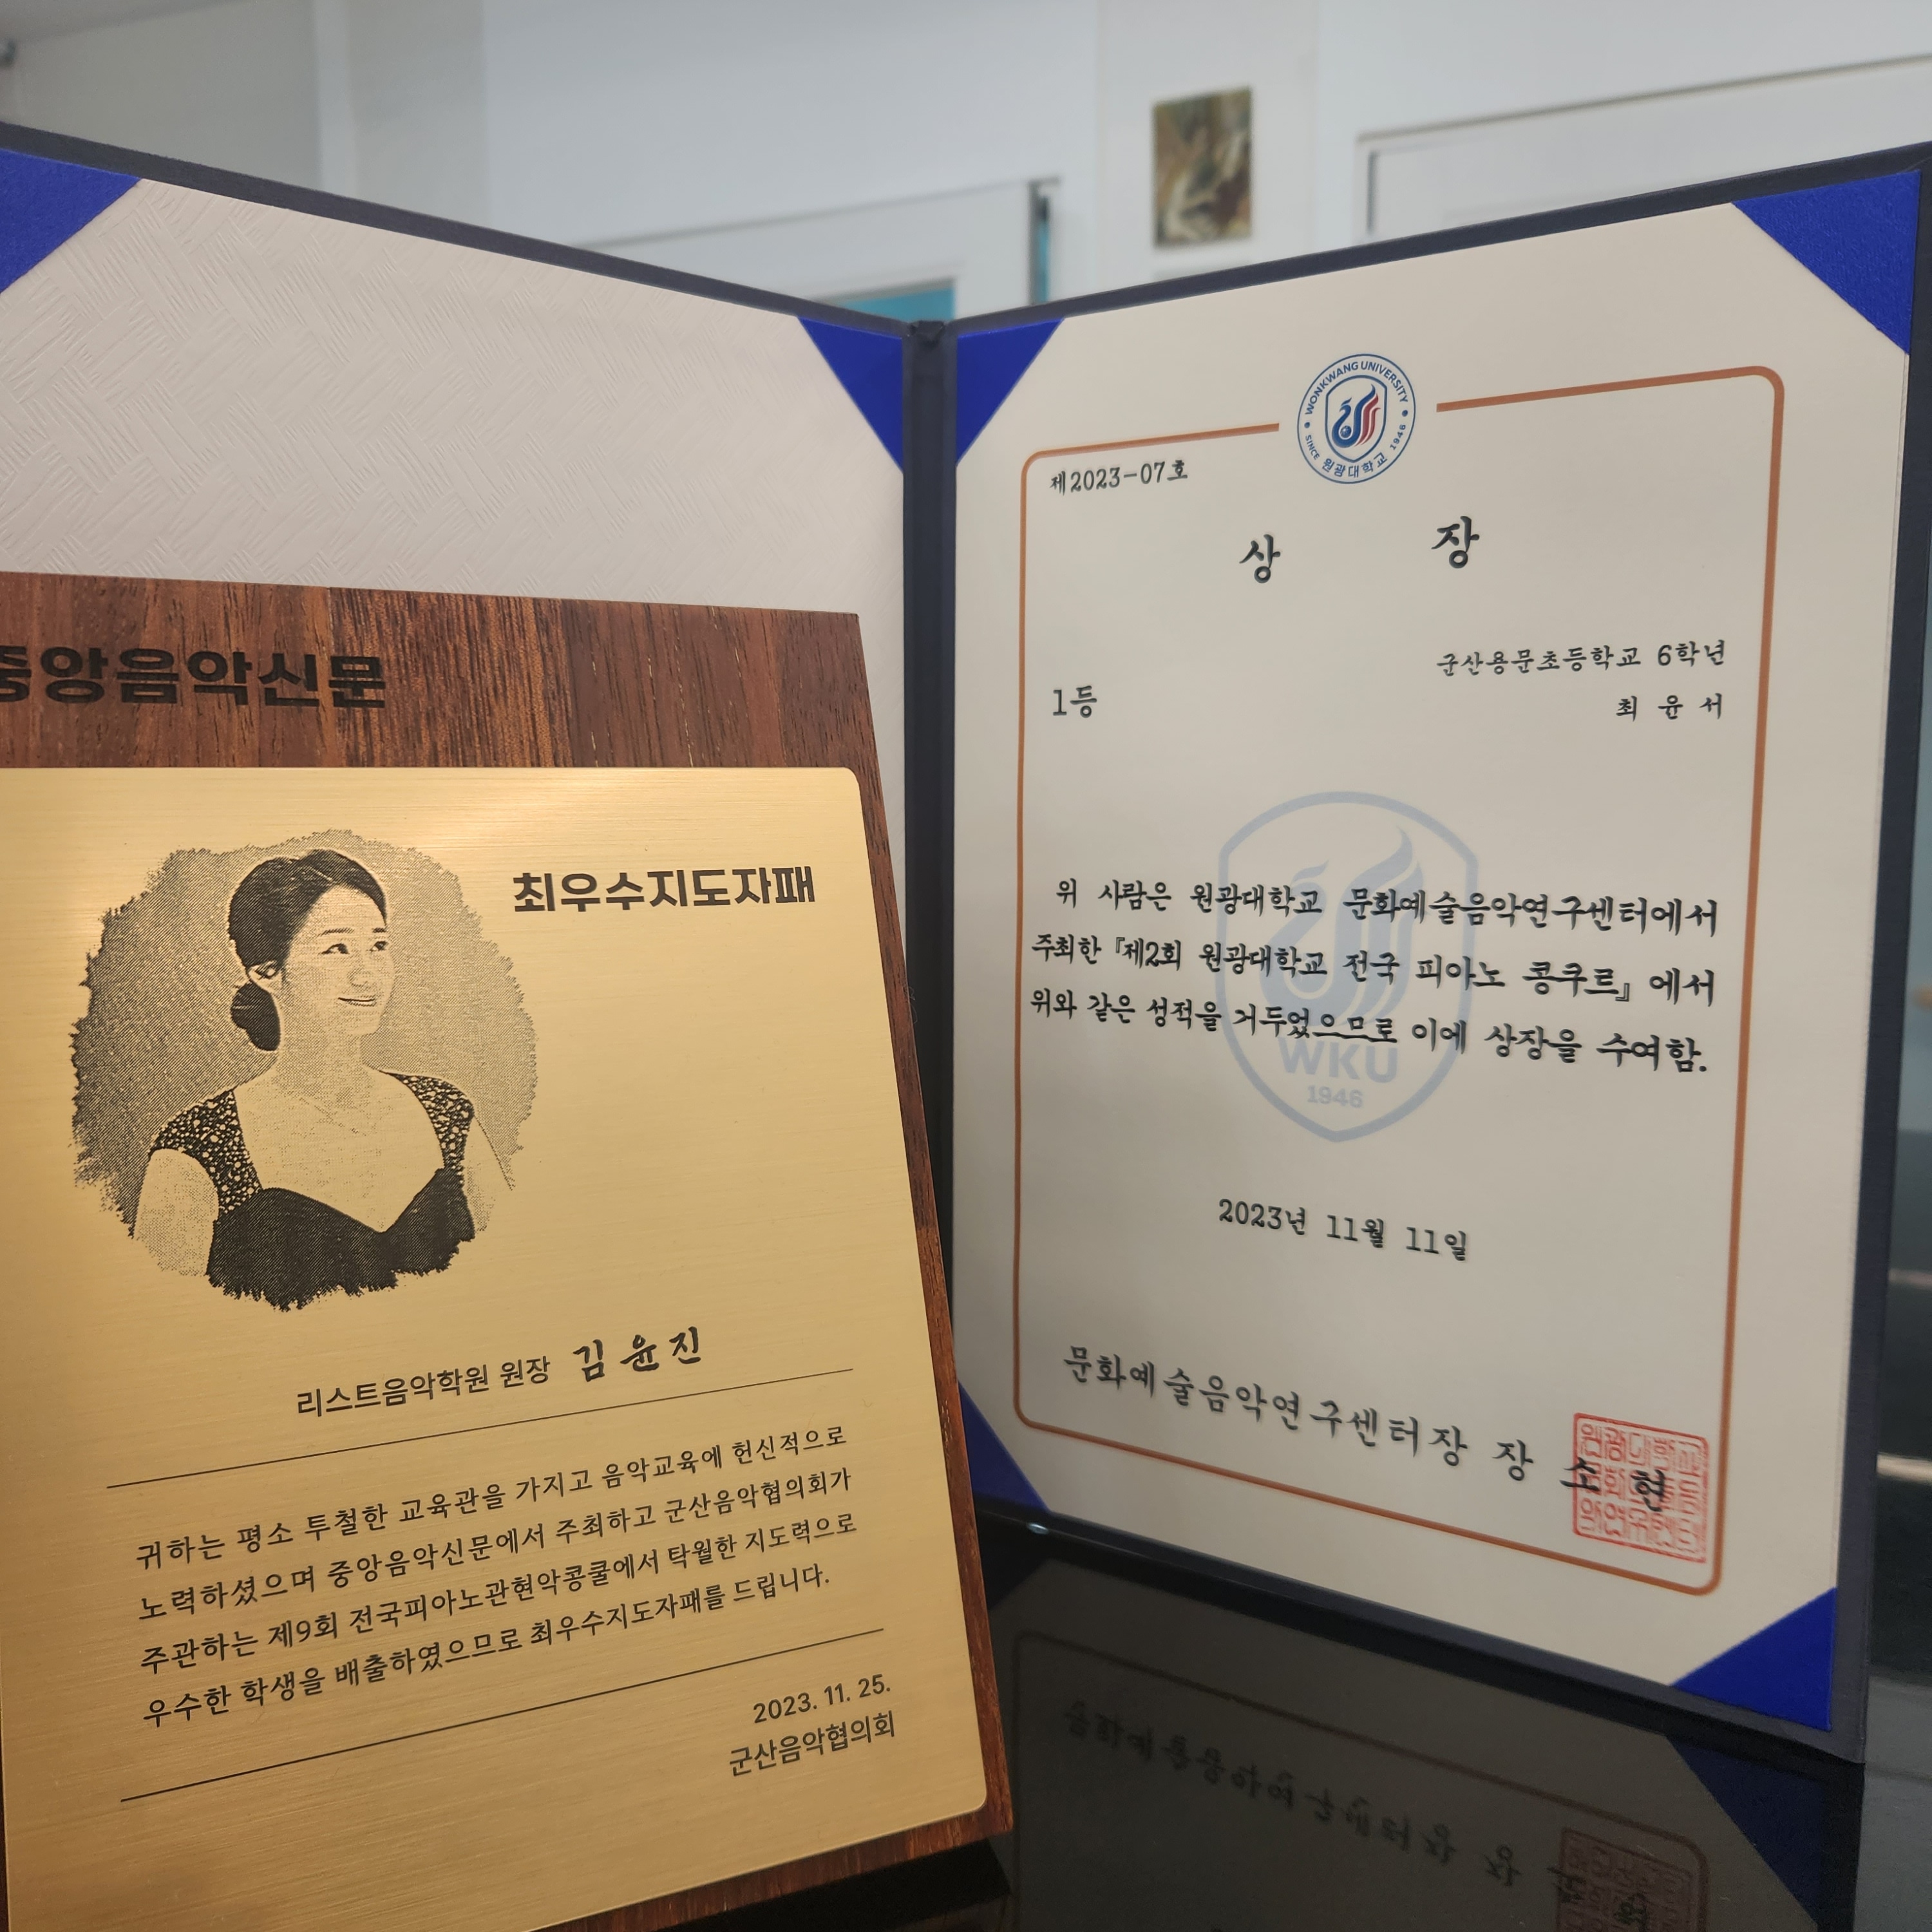 중앙음악신문
최우수지도자패
리스트음악학원 원장 김윤진
귀하는 평소 투철한 교육관을 가지고 음악교육에 헌신적으로
노력하셨으며 중앙음악신문에서 주최하고 군산음악협의회가
주관하는 제9회 전국피아노관현악콩쿨에서 탁월한 지도력으로
우수한 학생을 배출하였으므로 최우수지도자패를 드립니다.
2023. 11. 25.
군산음악협의회
WONKWANG UNIVERSITY
SINCE 원광대학교 1946
제2023-07호
상 장
군산용문초등학교 6학년
1등
최 윤 서
위 사람은 원광대학교 문화예술음악연구센터에서
주최한 『제2회 원광대학교 전국 피아노 콩쿠르』에서
위와 같은 성적을 거두었으므로 이에 상장을 수여함.
WKU
1946
2023년 11월 11일
문화예술음악연구센터장 장 소 현